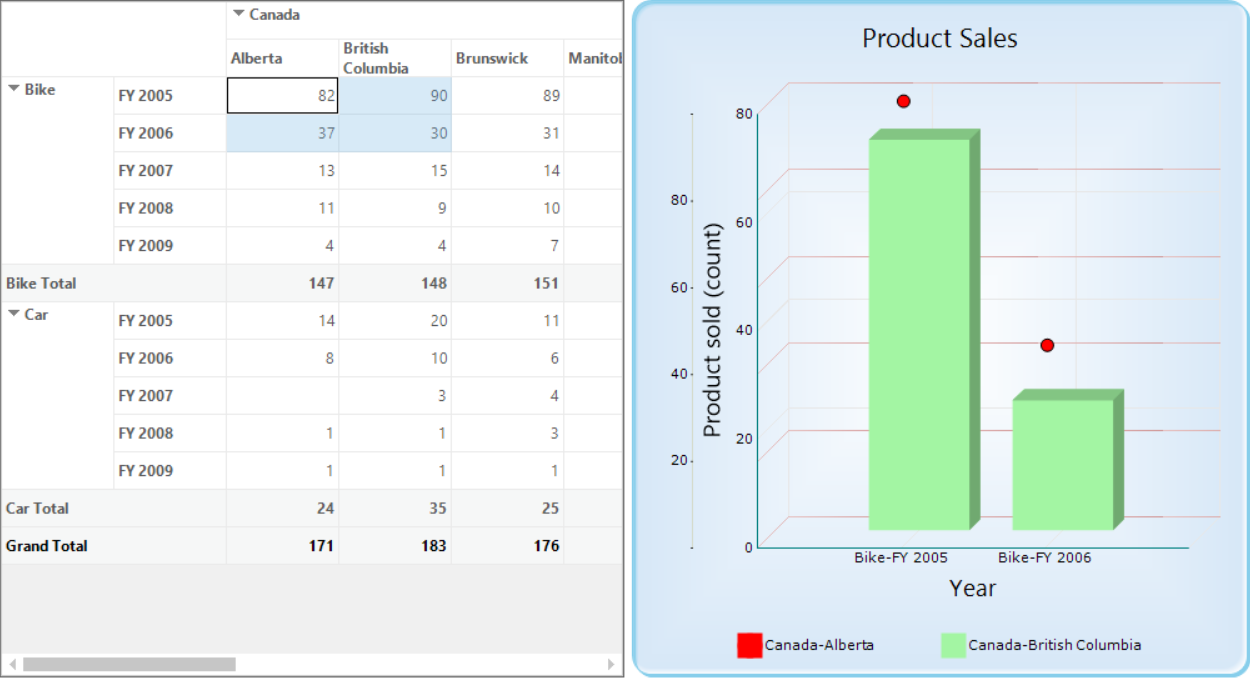 Canada
Alberta British Columbia Brunswick Manitol
Bike FY 2005 82 90 89
FY 2006 37 30 31
FY 2007 13 15 14
FY 2008 11 9 10
FY 2009 4 4 7
Bike Total 147 148 151
Car FY 2005 14 20 11
FY 2006 8 10 6
FY 2007 3 4
FY 2008 1 1 3
FY 2009 1 1 1
Car Total 24 35 25
Grand Total 171 183 176
Product Sales
Product sold (count)
80
60
40
20
80
60
40
20
0
Bike-FY 2005 Bike-FY 2006
Year
Canada-Alberta Canada-British Columbia